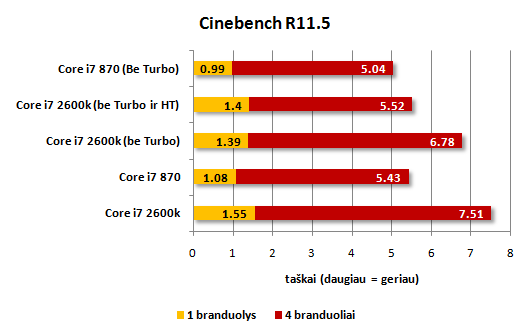 Cinebench R11.5
Core i7 870 (Be Turbo) 0.99 5.04
Core i7 2600k (be Turbo ir HT) 1.4 5.52
Core i7 2600k (be Turbo) 1.39 6.78
Core i7 870 1.08 5.43
Core i7 2600k 1.55 7.51
0 1 2 3 4 5 6 7 8
taškai (daugiau = geriau)
1 branduolys 4 branduoliai